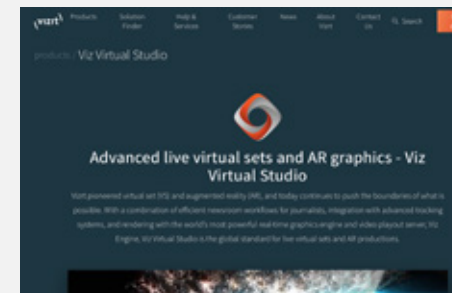 (vizrt) Products Solution Finder Help & Services Customer Stories News About Vizrt Contact Us Search
products / Viz Virtual Studio
Advanced live virtual sets and AR graphics - Viz
Virtual Studio
Vizrt pioneered virtual set (VS) and augmented reality (AR), and today continues to push the boundaries of what is
possible. With a combination of efficient newsroom workflows for journalists, integration with advanced tracking
systems, and rendering with the world's most powerful real-time graphics engine and video playout server, Viz
Engine, Viz Virtual Studio is the global standard for live virtual sets and AR productions.